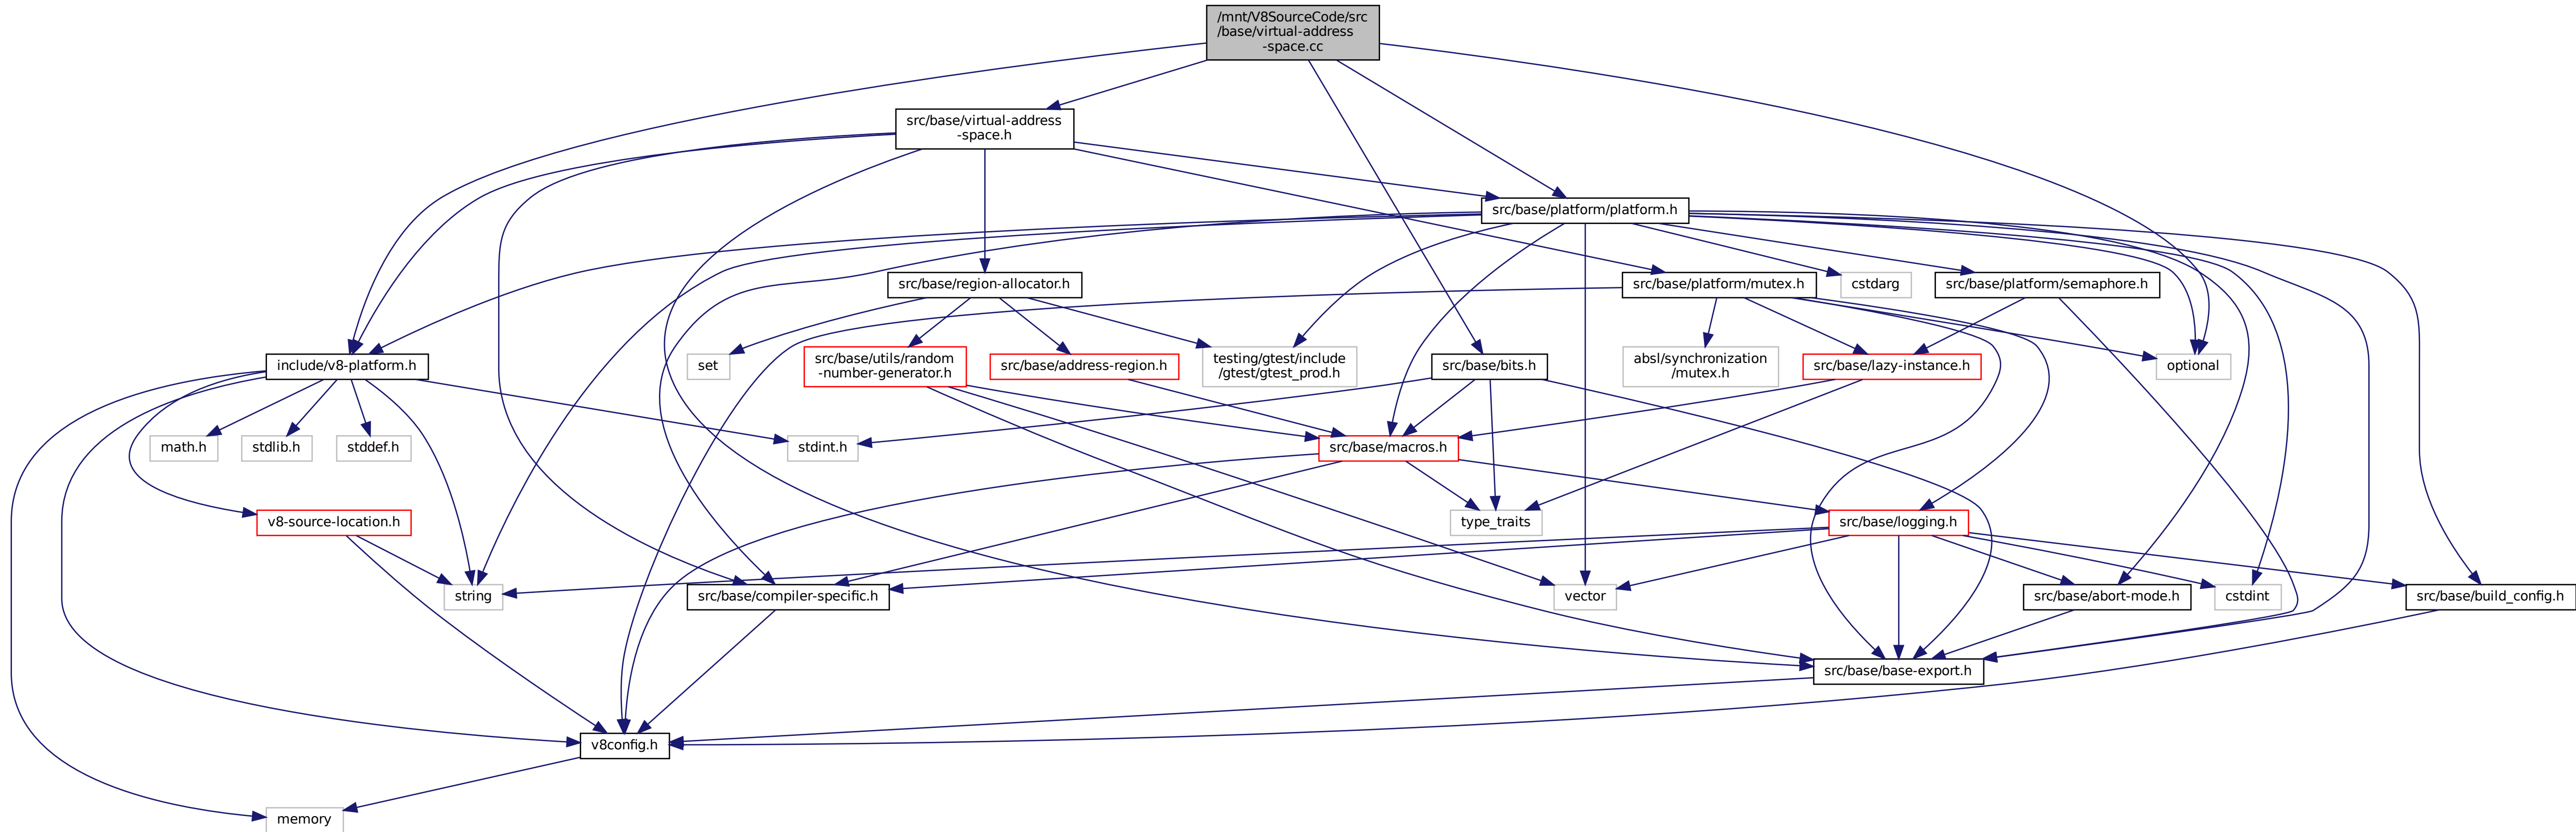 /mnt/V8SourceCode/src
/base/virtual-address
-space.cc
src/base/virtual-address
-space.h
src/base/platform/platform.h
src/base/region-allocator.h
src/base/platform/mutex.h
cstdarg
src/base/platform/semaphore.h
include/v8-platform.h
set
src/base/utils/random
-number-generator.h
src/base/address-region.h
testing/gtest/include
/gtest/gtest_prod.h
src/base/bits.h
absl/synchronization
/mutex.h
src/base/lazy-instance.h
optional
math.h
stdlib.h
stddef.h
stdint.h
src/base/macros.h
v8-source-location.h
type_traits
src/base/logging.h
string
src/base/compiler-specific.h
vector
src/base/abort-mode.h
cstdint
src/base/build_config.h
src/base/base-export.h
v8config.h
memory